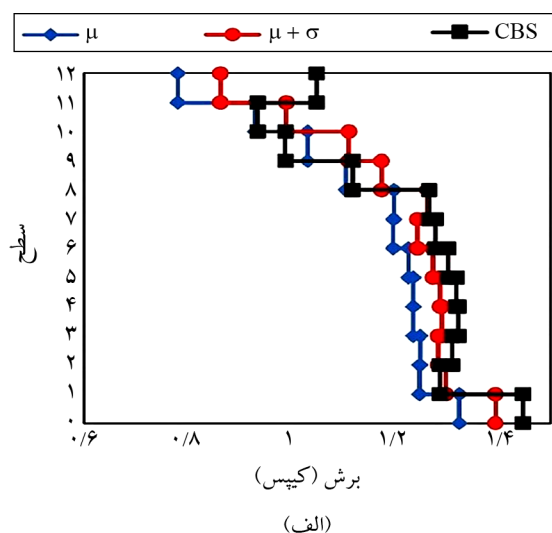 μ μ + σ CBS
۱۲
۱۱
۱۰
۹
۸
۷
۶
۵
۴
۳
۲
۱
۰
سطح
۰/۶ ۰/۸ ۱ ۱/۲ ۱/۴
برش (کیپس)
(الف)